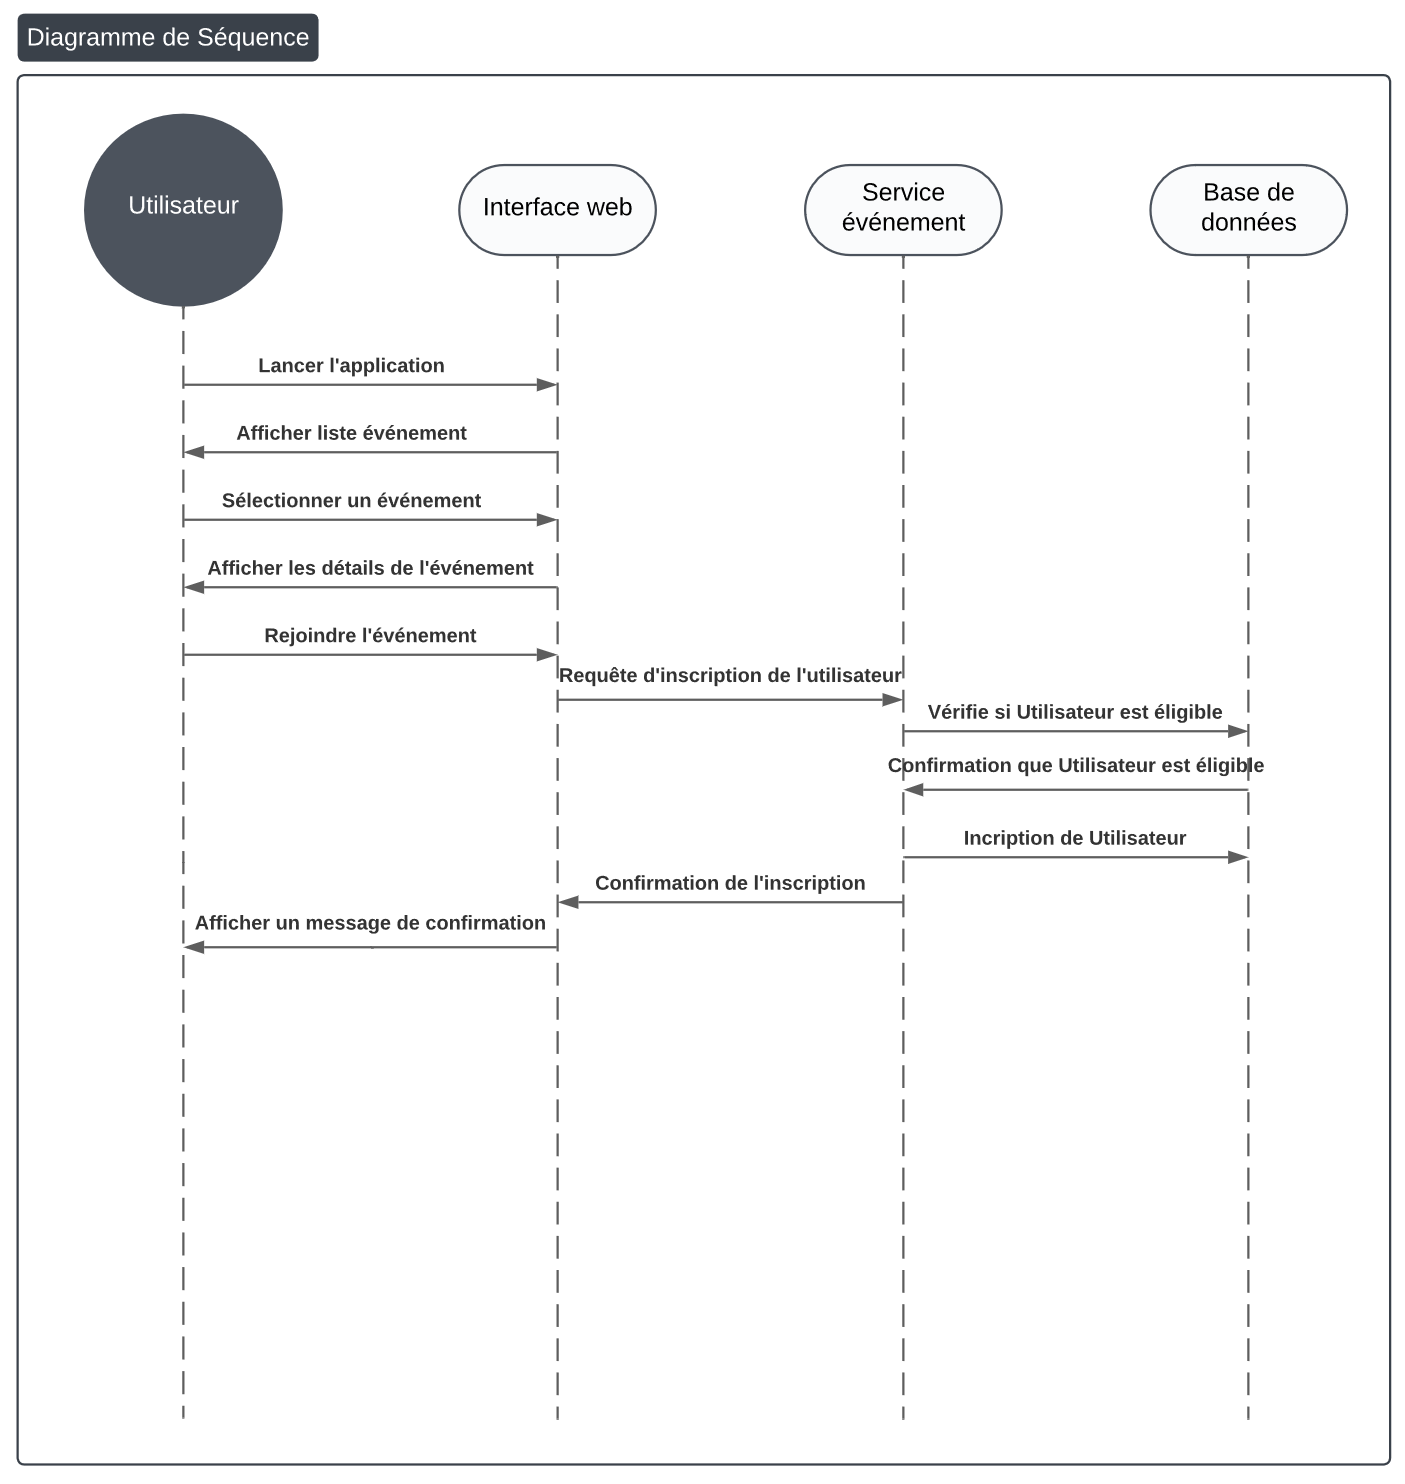 Diagramme de Séquence
Utilisateur
Interface web
Service
événement
Base de
données
Lancer l'application
Afficher liste événement
Sélectionner un événement
Afficher les détails de l'événement
Rejoindre l'événement
Requête d'inscription de l'utilisateur
Vérifie si Utilisateur est éligible
Confirmation que Utilisateur est éligible
Incription de Utilisateur
Confirmation de l'inscription
Afficher un message de confirmation